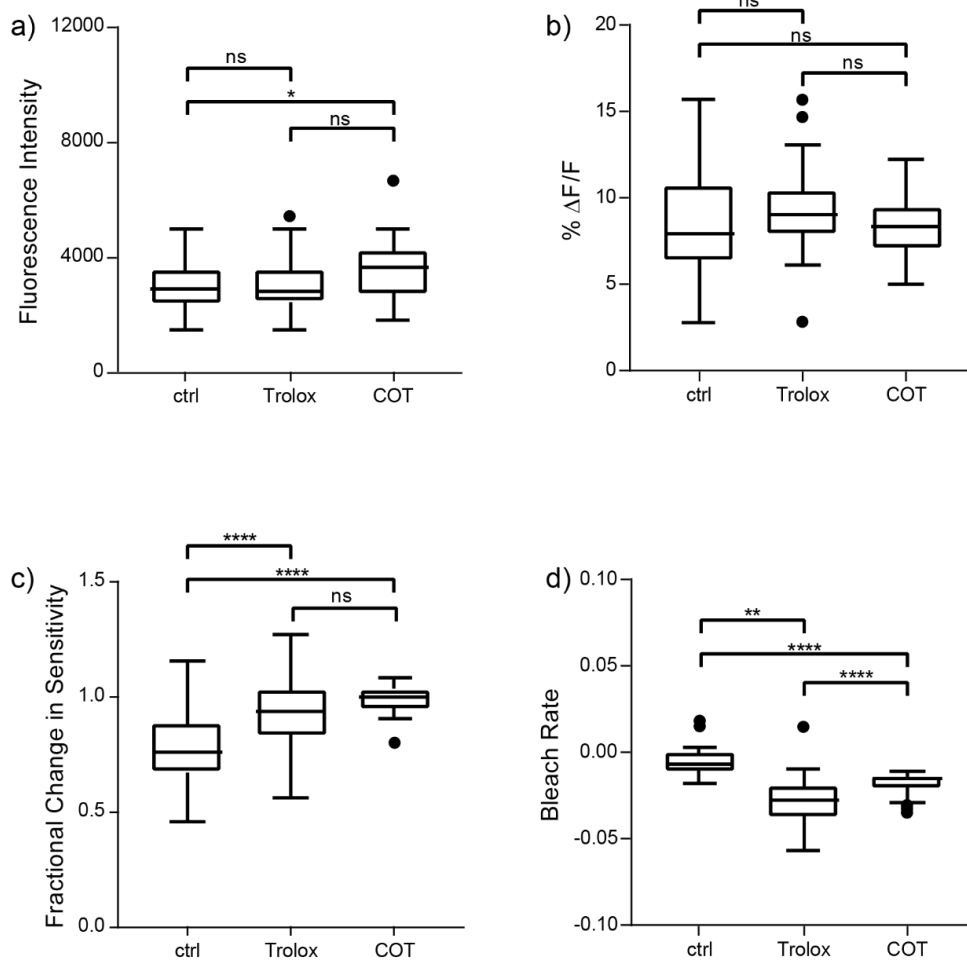 a)
Fluorescence Intensity
12000
8000
4000
0
ns
*
ns
ctrl Trolox COT
b)
% ΔF/F
20
15
10
5
0
ns
ns
ns
ctrl Trolox COT
c)
Fractional Change in Sensitivity
1.5
1.0
0.5
0.0
****
****
ns
ctrl Trolox COT
d)
Bleach Rate
0.10
0.05
0.00
-0.05
-0.10
**
****
****
ctrl Trolox COT